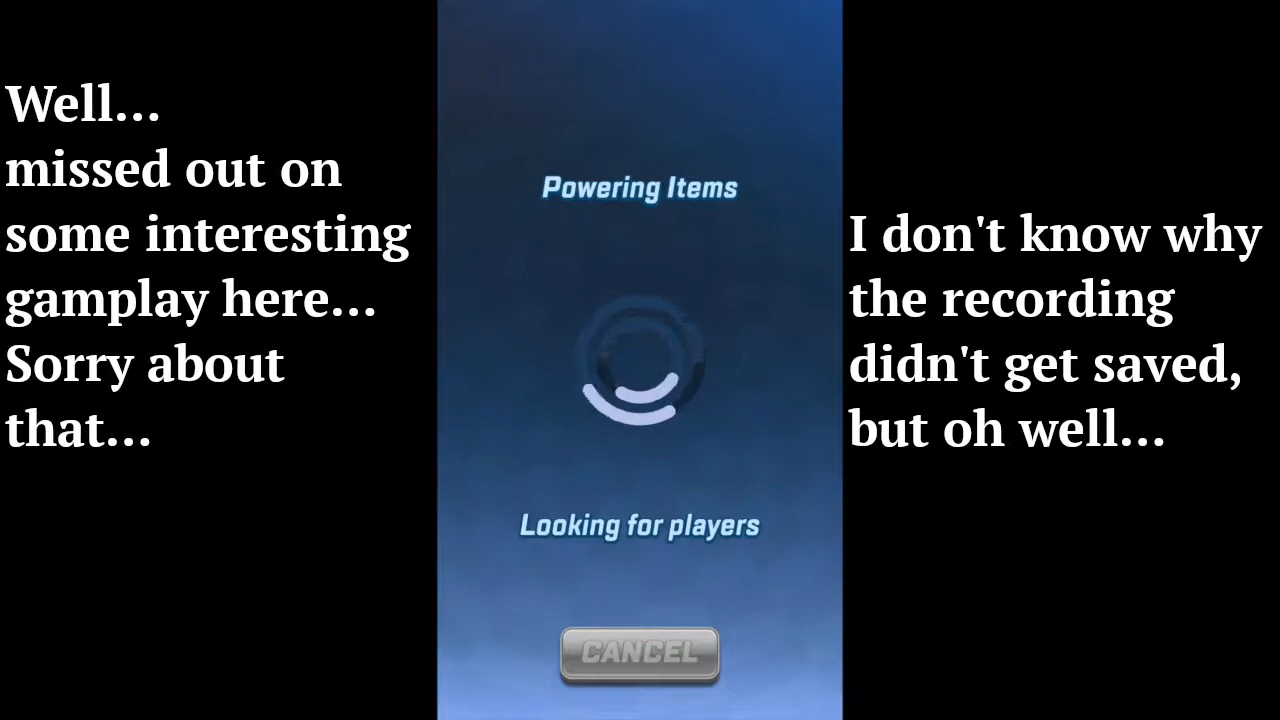 Well...
missed out on
some interesting
gamplay here...
Sorry about
that...
Powering Items
Looking for players
CANCEL
I don't know why
the recording
didn't get saved,
but oh well...